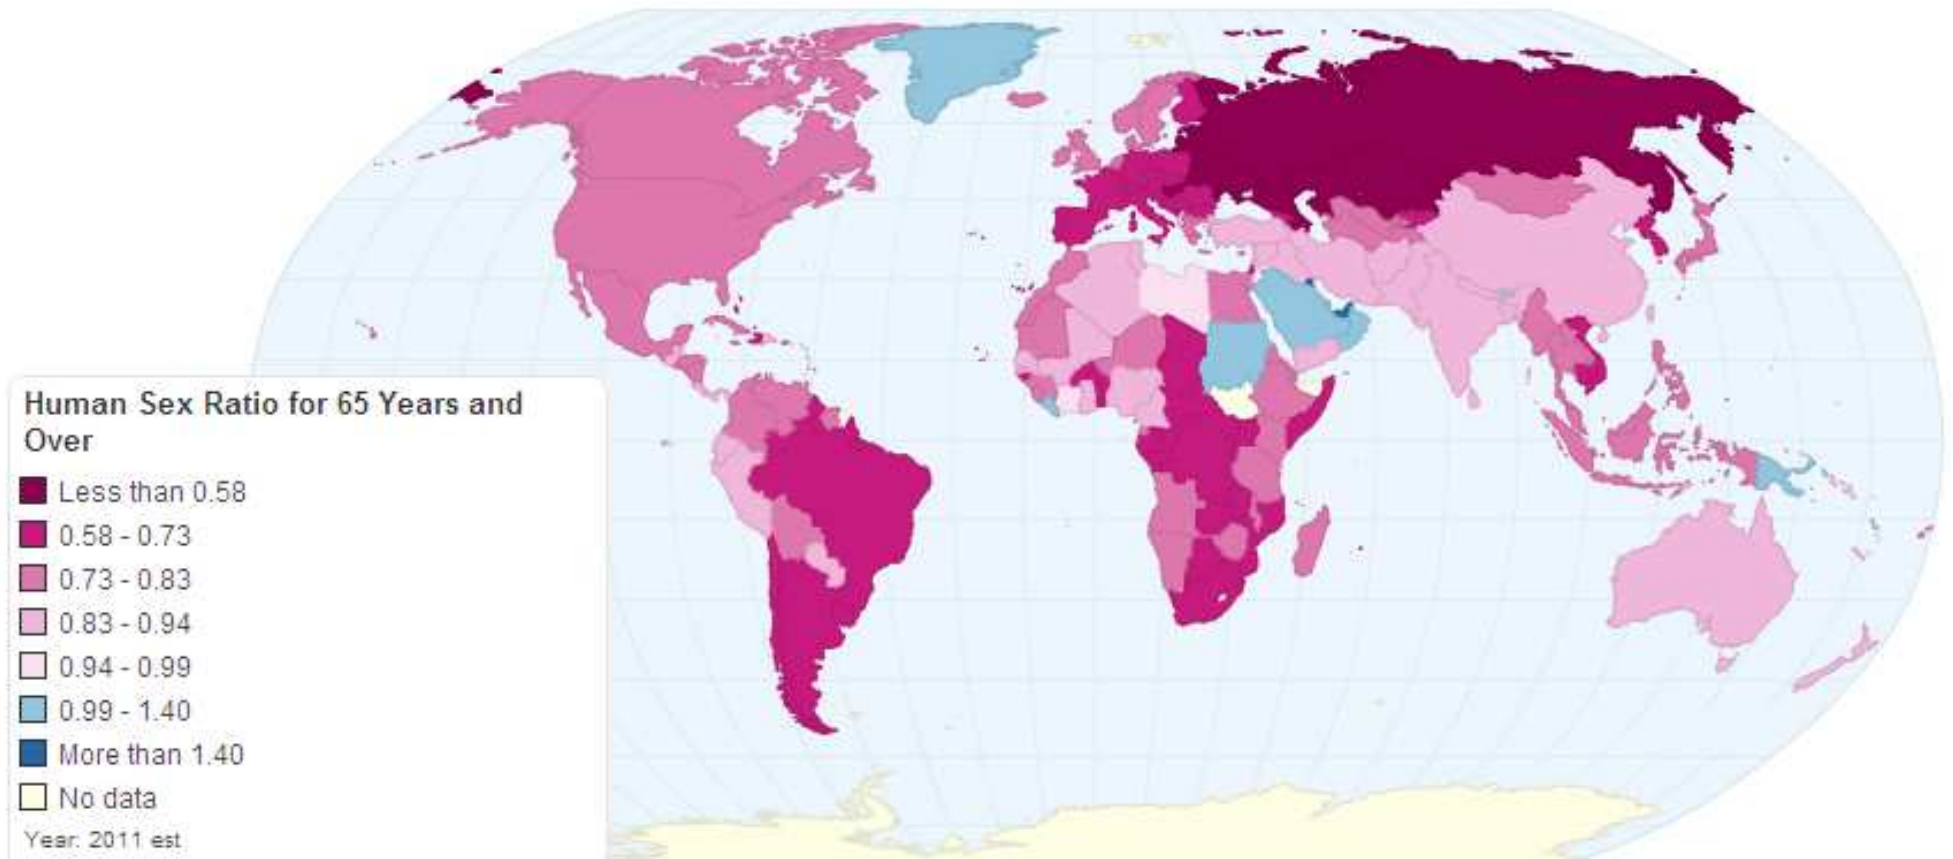 Human Sex Ratio for 65 Years and
Over
Less than 0.58
0.58 - 0.73
0.73 - 0.83
0.83 - 0.94
0.94 - 0.99
0.99 - 1.40
More than 1.40
No data
Year: 2011 est